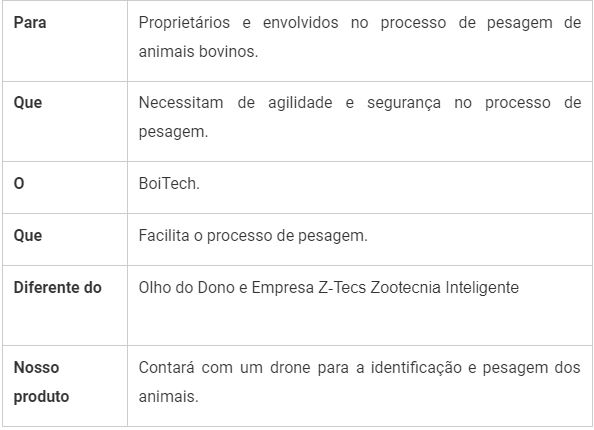 Para
Proprietários e envolvidos no processo de pesagem de
animais bovinos.
Que
Necessitam de agilidade e segurança no processo de
pesagem.
O
BoiTech.
Que
Facilita o processo de pesagem.
Diferente do
Olho do Dono e Empresa Z-Tecs Zootecnia Inteligente
Nosso
produto
Contará com um drone para a identificação e pesagem dos
animais.